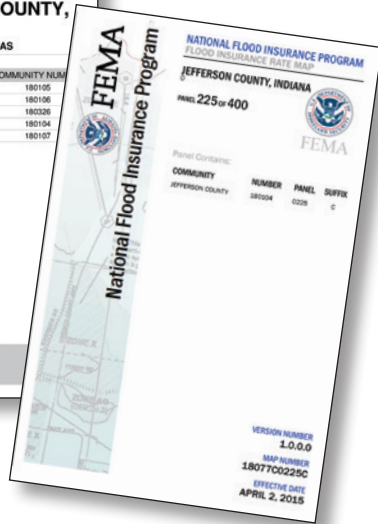 OUNTY,
AS
OMMUNITY NUM
180105
180106
180326
180104
180107
FEMA
National Flood Insurance Program
NATIONAL FLOOD INSURANCE PROGRAM
FLOOD INSURANCE RATE MAP
JEFFERSON COUNTY, INDIANA
PANEL 225 OF 400
FEMA
Panel Contains:
COMMUNITY NUMBER PANEL SUFFIX
JEFFERSON COUNTY 180104 0225 C
VERSION NUMBER
1.0.0.0
MAP NUMBER
18077C0225C
EFFECTIVE DATE
APRIL 2, 2015